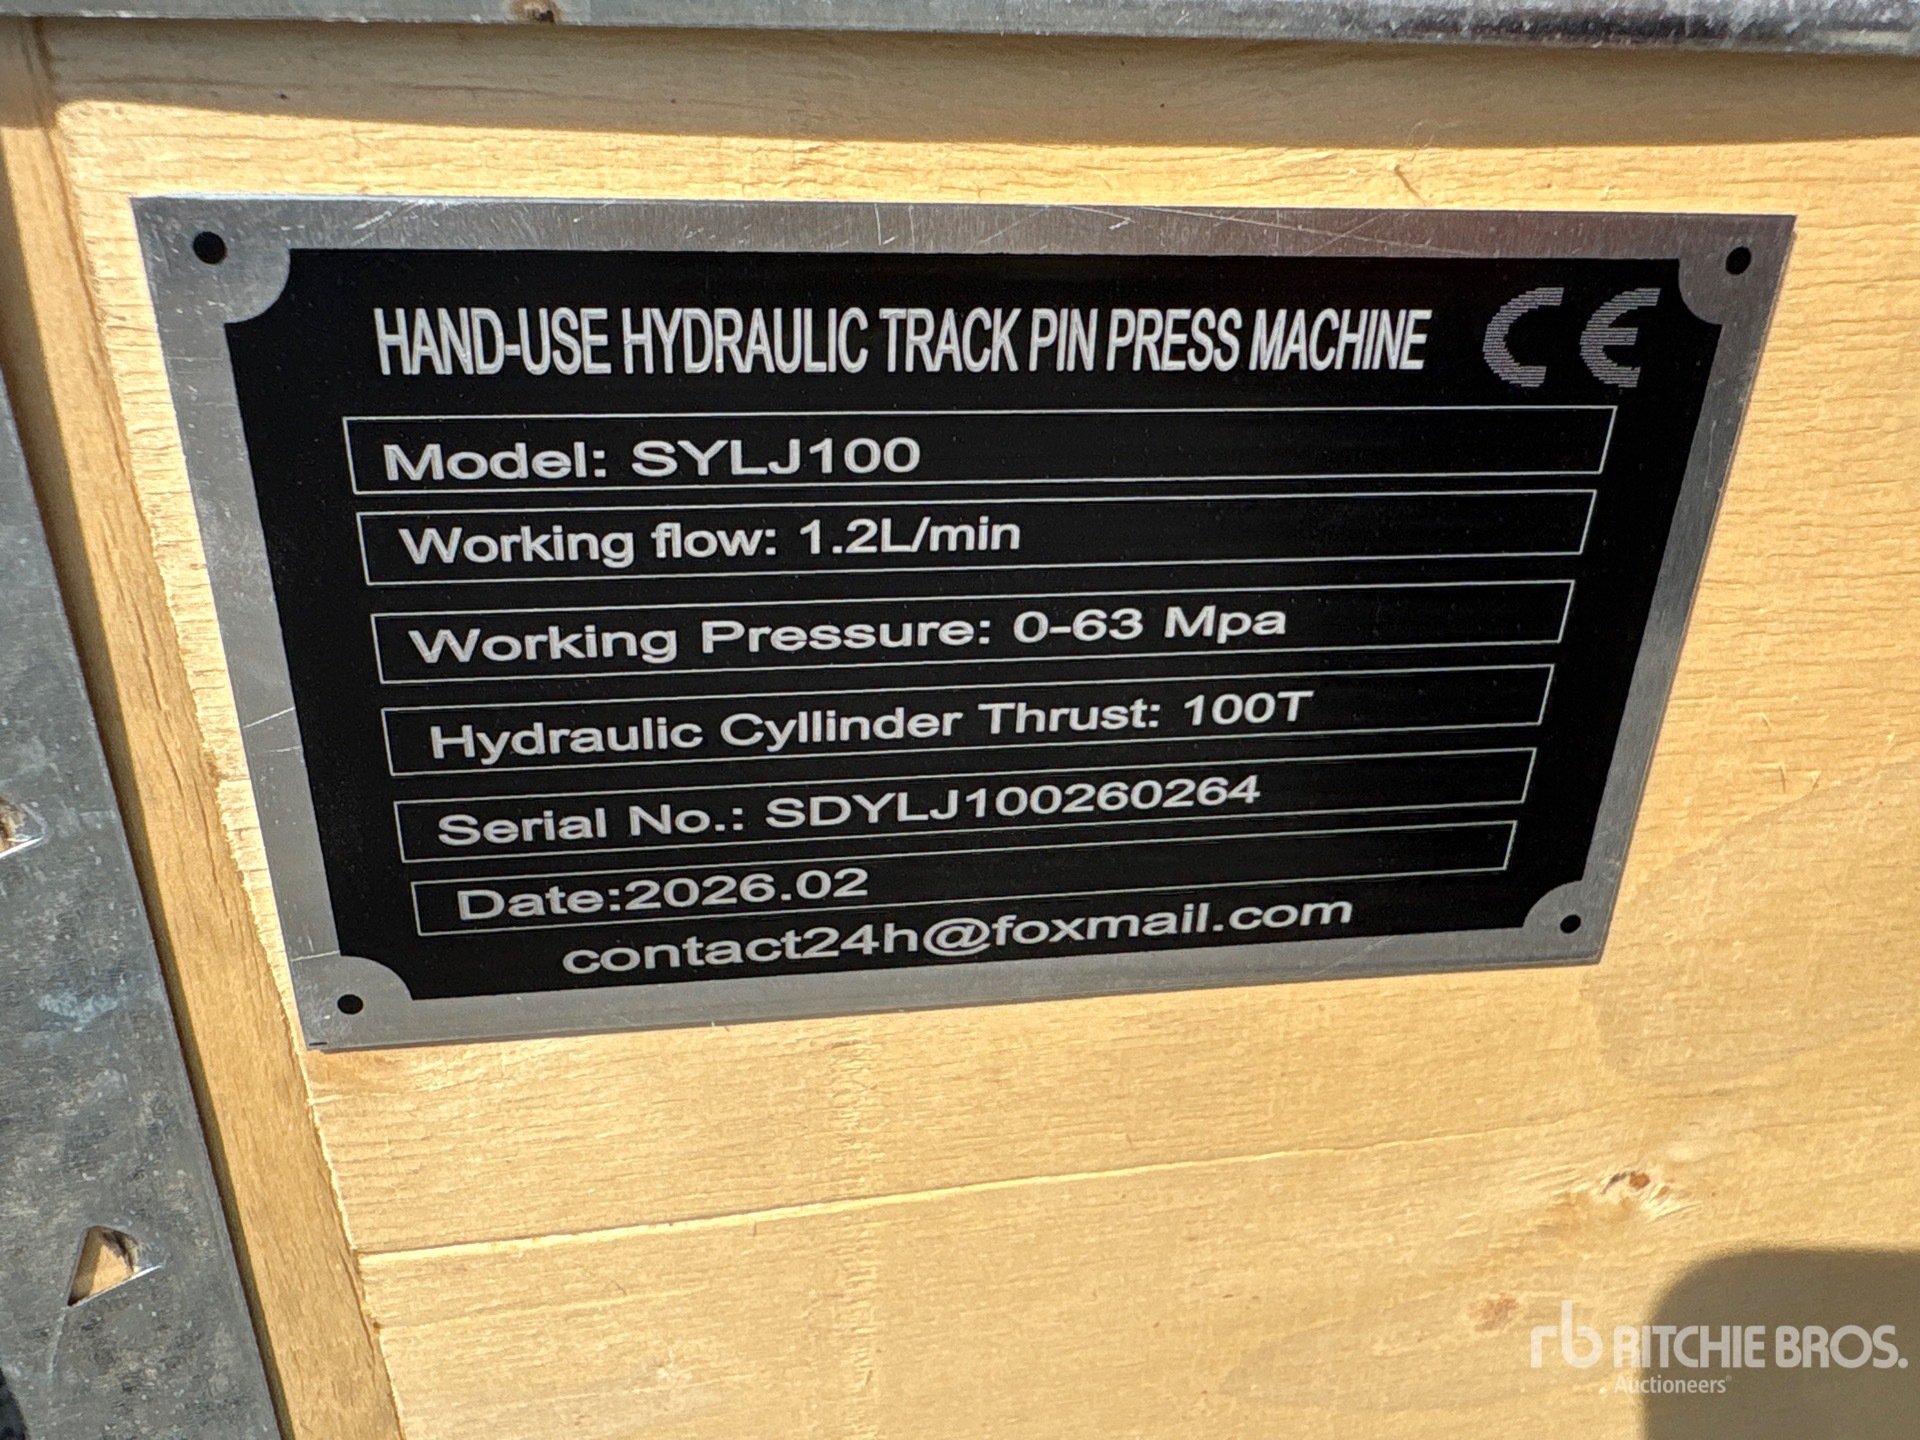 HAND-USE HYDRAULIC TRACK PIN PRESS MACHINE CE
Model: SYLJ100
Working flow: 1.2L/min
Working Pressure: 0-63 Mpa
Hydraulic Cyllinder Thrust: 100T
Serial No.: SDYLJ100260264
Date:2026.02
contact24h@foxmail.com
rb RITCHIE BROS.
Auctioneers